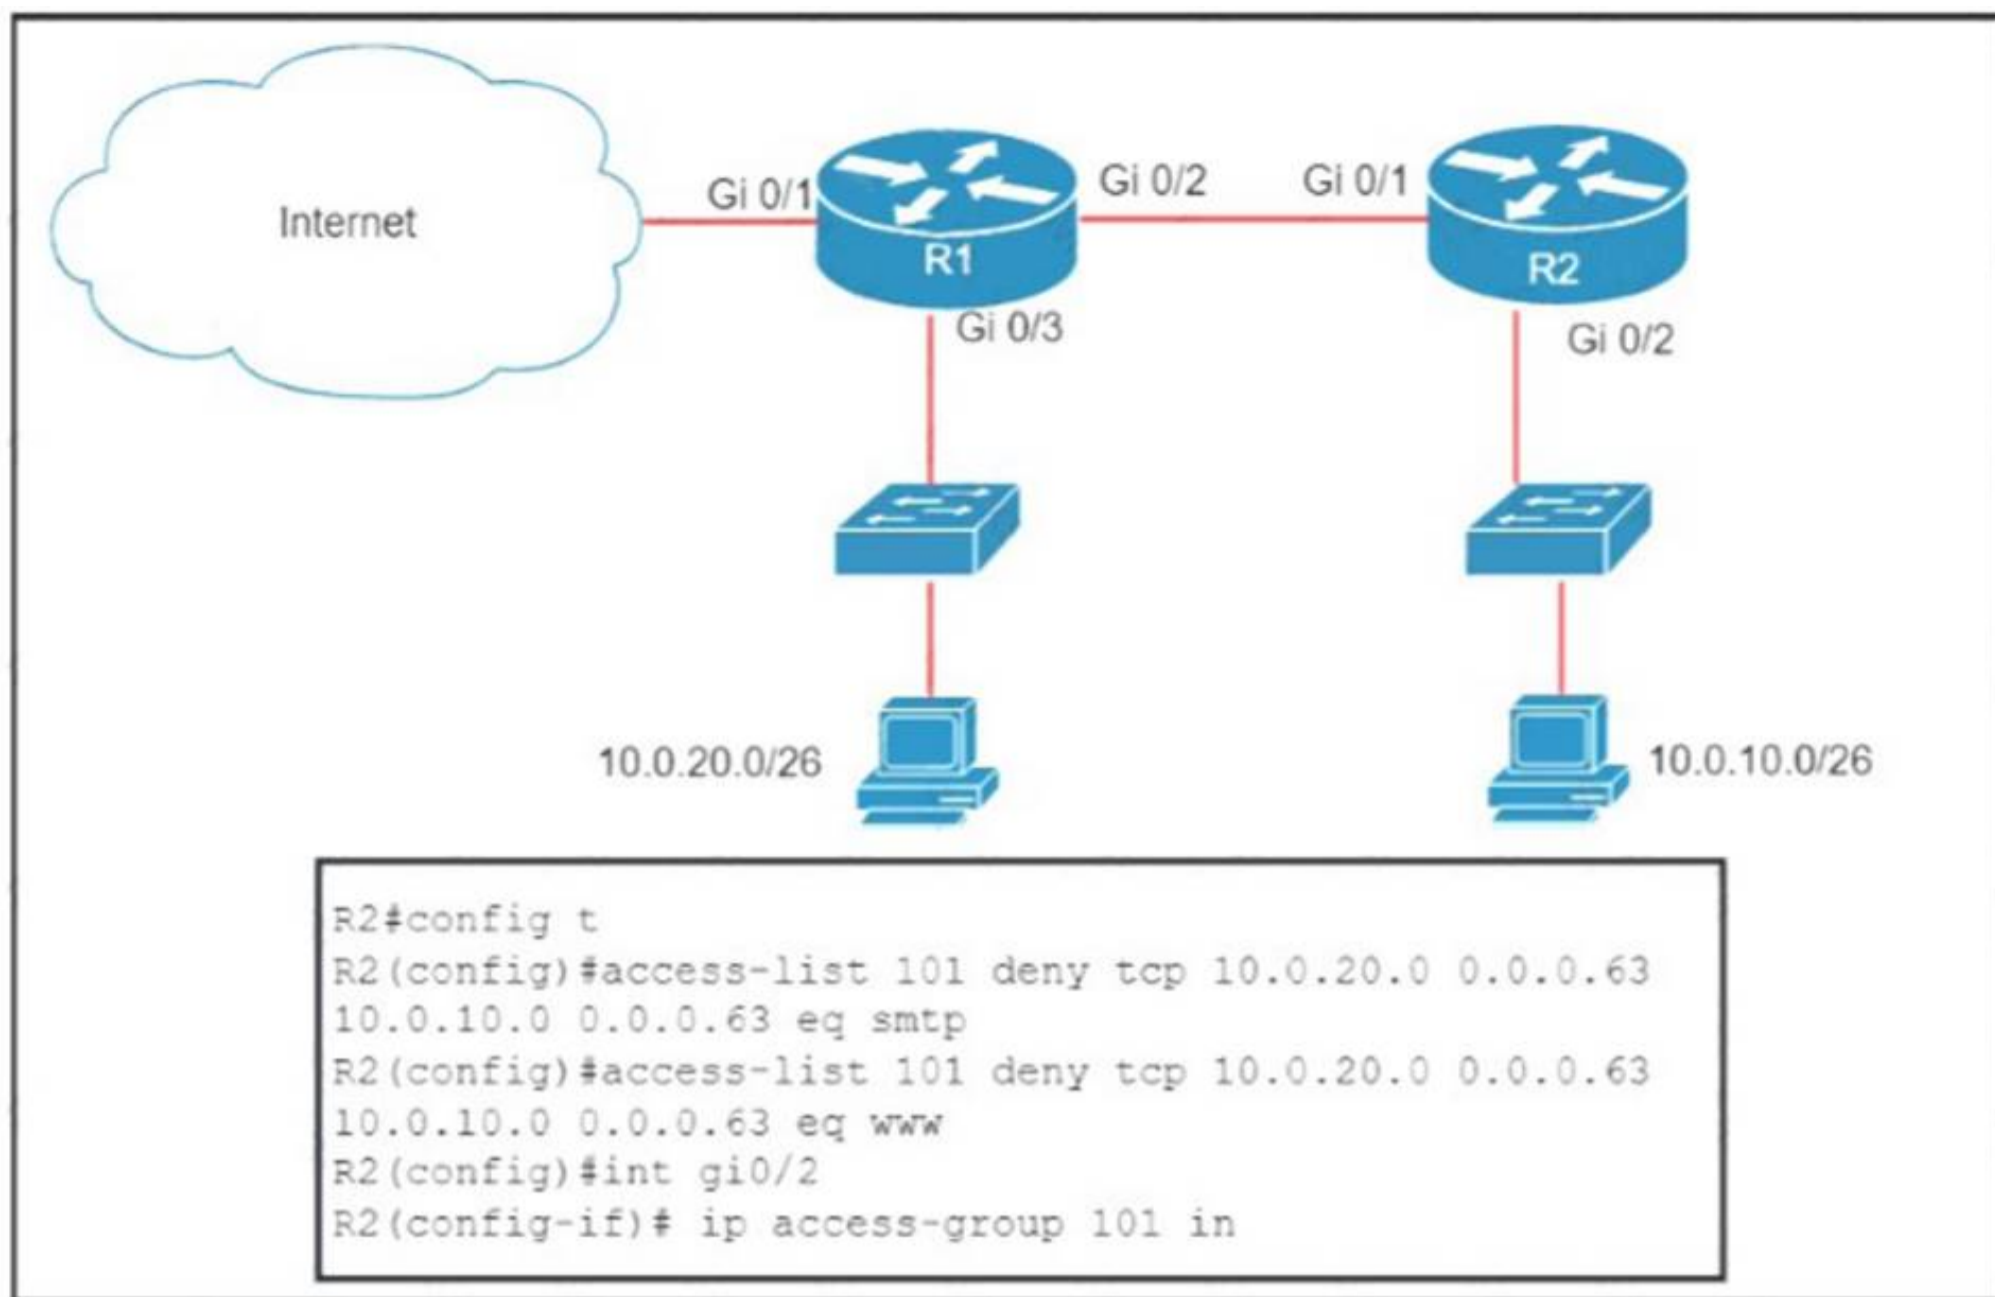 Internet
Gi 0/1
R1
Gi 0/2
Gi 0/1
R2
Gi 0/3
Gi 0/2
10.0.20.0/26
10.0.10.0/26
R2#config t
R2(config)#access-list 101 deny tcp 10.0.20.0 0.0.0.63
10.0.10.0 0.0.0.63 eq smtp
R2(config)#access-list 101 deny tcp 10.0.20.0 0.0.0.63
10.0.10.0 0.0.0.63 eq www
R2(config)#int gi0/2
R2(config-if)# ip access-group 101 in